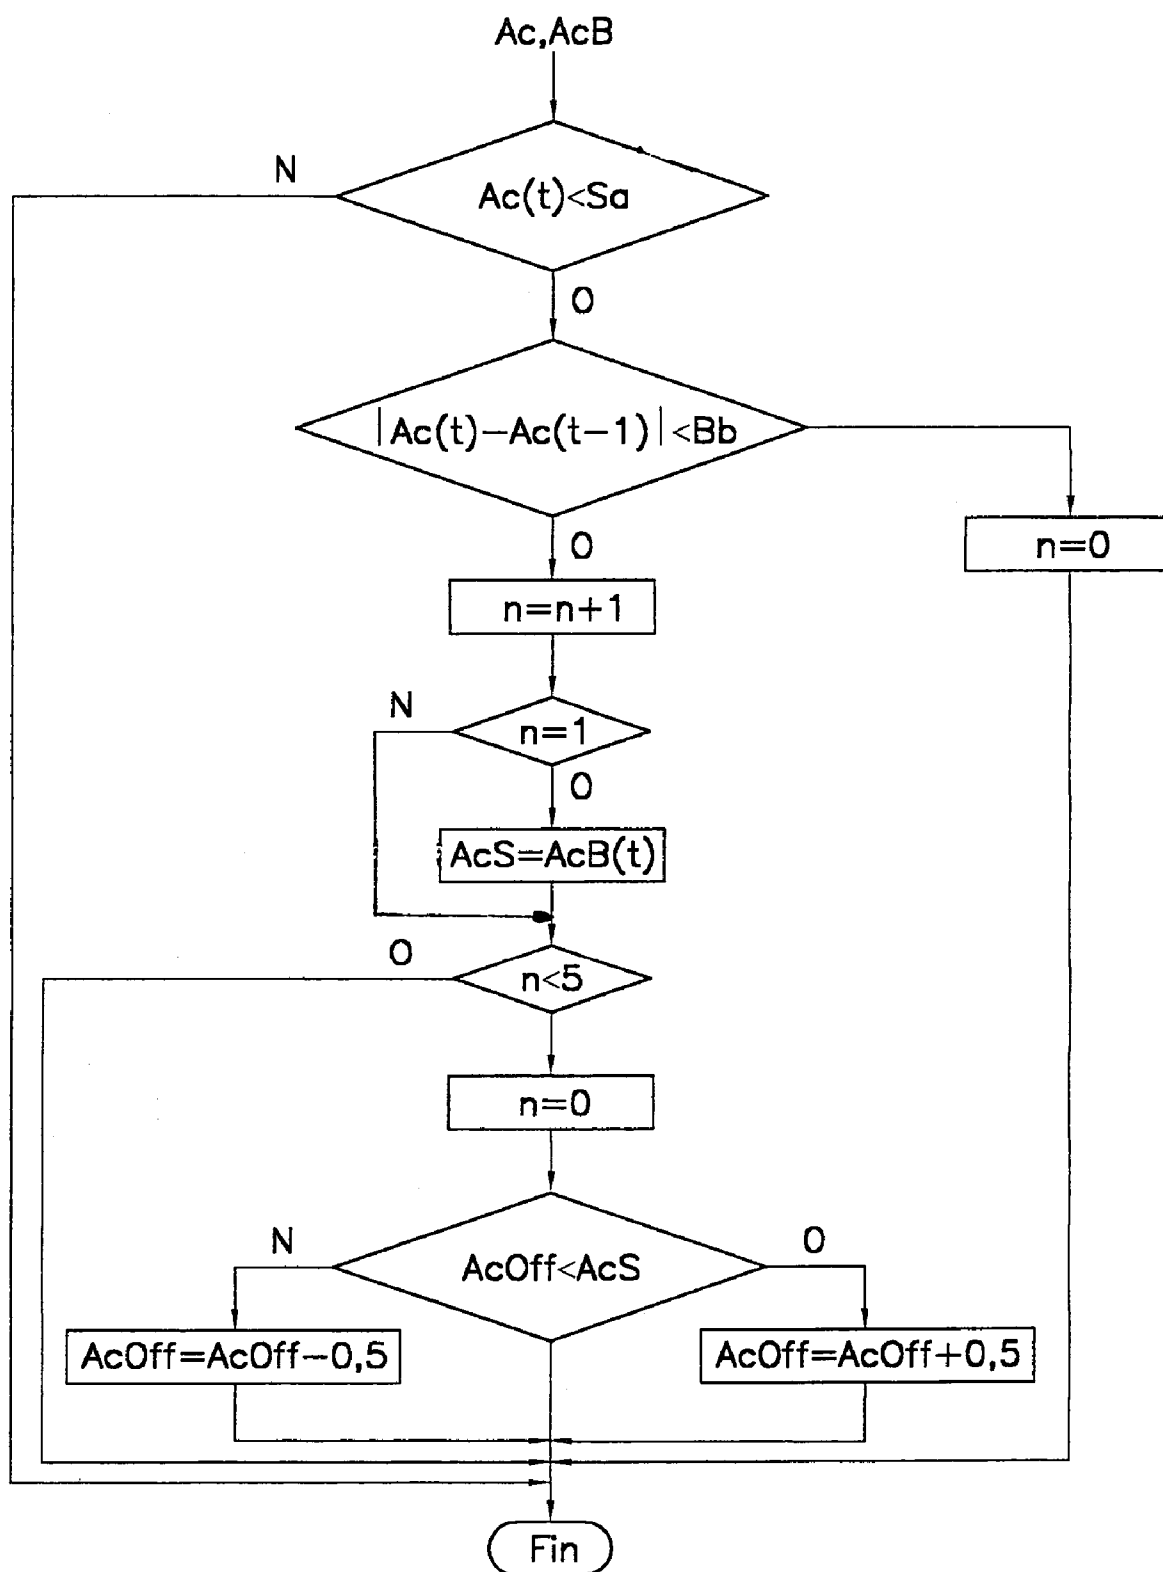 Ac,AcB
N
Ac(t)<Sa
O
|Ac(t)-Ac(t-1)|<Bb
O
n=0
n=n+1
N
n=1
O
AcS=AcB(t)
O
n<5
n=0
N
O
AcOff<AcS
AcOff=AcOff-0,5
AcOff=AcOff+0,5
Fin